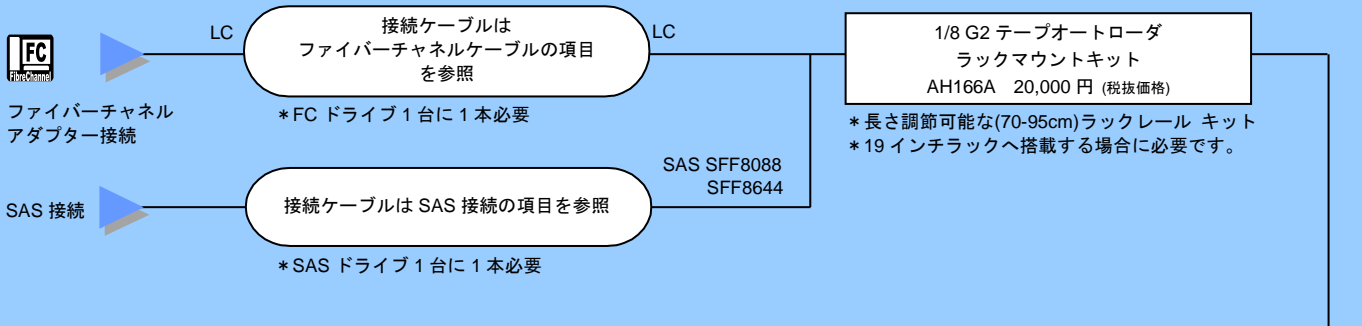 FC
FibreChannel
ファイバーチャネル
アダプター接続
LC
接続ケーブルは
ファイバーチャネルケーブルの項目
を参照
LC
*FC ドライブ 1 台に 1 本必要
1/8 G2 テープオートローダ
ラックマウントキット
AH166A 20,000 円 (税抜価格)
*長さ調節可能な(70-95cm)ラックレール キット
*19 インチラックへ搭載する場合に必要です。
SAS 接続
接続ケーブルは SAS 接続の項目を参照
SAS SFF8088
SFF8644
*SAS ドライブ 1 台に 1 本必要